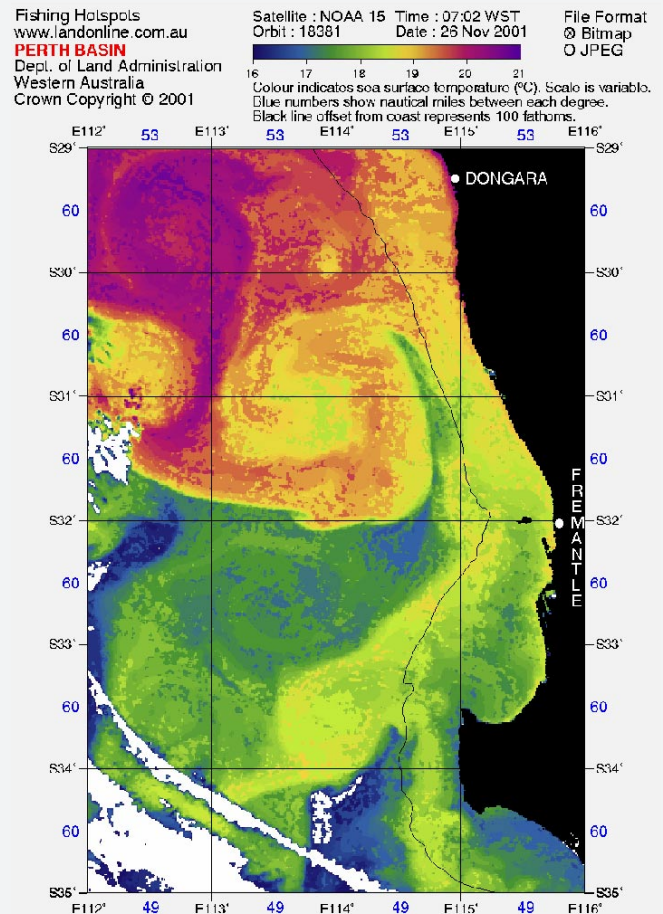 Fishing Hotspots
www.landonline.com.au
PERTH BASIN
Dept. of Land Administration
Western Australia
Crown Copyright © 2001
Satellite : NOAA 15 Time : 07:02 WST
Orbit : 18381 Date : 26 Nov 2001
16 17 18 19 20 21
Colour indicates sea surface temperature (°C). Scale is variable.
Blue numbers show nautical miles between each degree.
Black line offset from coast represents 100 fathoms.
File Format
Bitmap
JPEG
E112° 53 E113° E114° 53 E115° 53 E116°
S29° S29°
DONGARA
60 60
S30° S30°
60 60
S31° S31°
60 60
S32° S32°
FREMANTLE
60 60
S33° S33°
60 60
S34° S34°
60 60
S35° S35°
E112° 49 E113° E114° 49 E115° 49 E116°